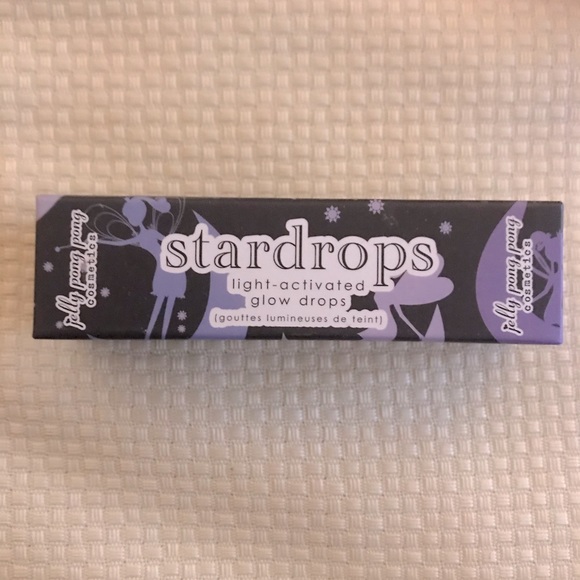 jelly pong pong
cosmetics
stardrops
light-activated
glow drops
(gouttes lumineuses de teint)
jelly pong pong
cosmetics